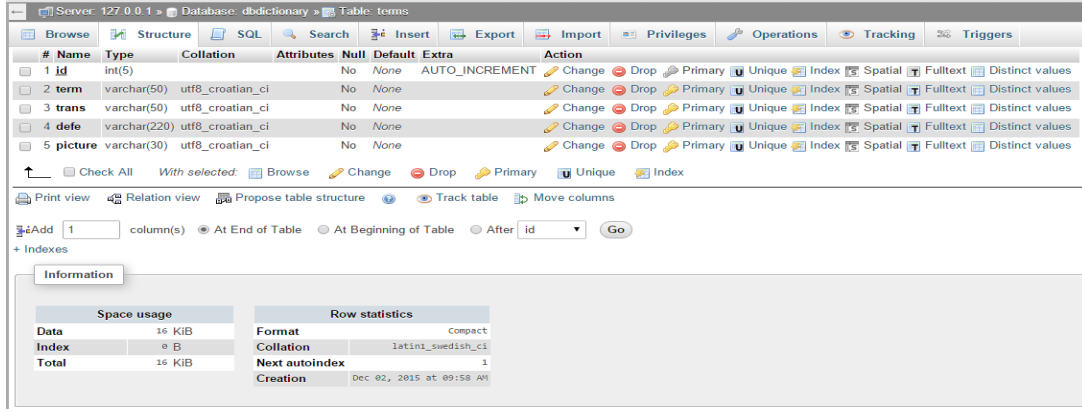 ← Server: 127.0.0.1 » Database: dbdictionary » Table: terms
Browse Structure SQL Search Insert Export Import Privileges Operations Tracking Triggers
# Name Type Collation Attributes Null Default Extra Action
1 id int(5) No None AUTO_INCREMENT Change Drop Primary Unique Index Spatial Fulltext Distinct values
2 term varchar(50) utf8_croatian_ci No None Change Drop Primary Unique Index Spatial Fulltext Distinct values
3 trans varchar(50) utf8_croatian_ci No None Change Drop Primary Unique Index Spatial Fulltext Distinct values
4 defe varchar(220) utf8_croatian_ci No None Change Drop Primary Unique Index Spatial Fulltext Distinct values
5 picture varchar(30) utf8_croatian_ci No None Change Drop Primary Unique Index Spatial Fulltext Distinct values
Check All With selected: Browse Change Drop Primary Unique Index
Print view Relation view Propose table structure Track table Move columns
Add 1 column(s) At End of Table At Beginning of Table After id Go
+ Indexes
Information
Space usage Row statistics
Data 16 KiB Format Compact
Index 0 B Collation latin1_swedish_ci
Total 16 KiB Next autoindex 1
Creation Dec 02, 2015 at 09:58 AM